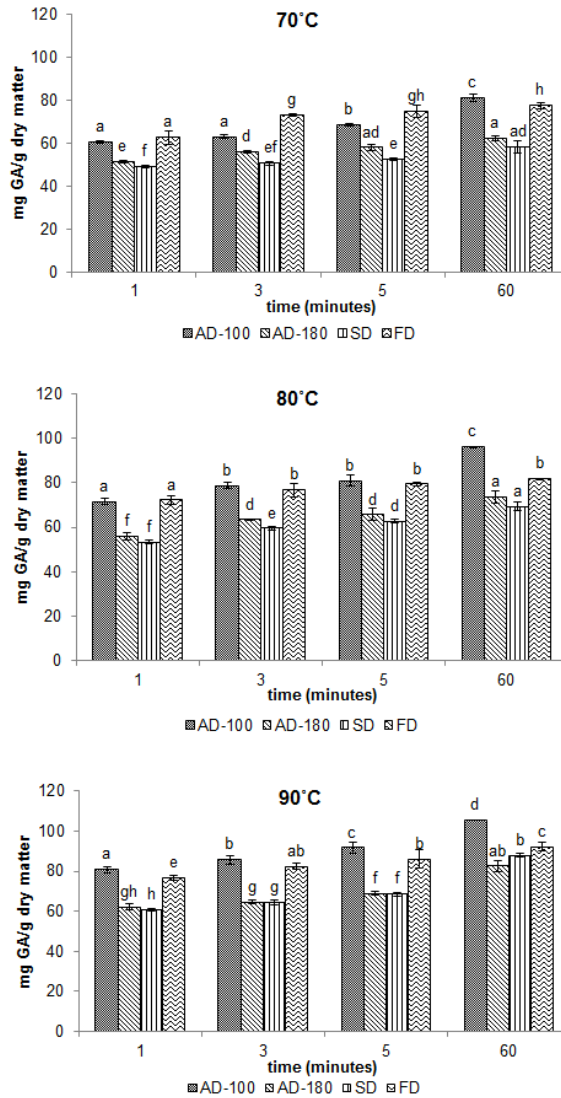 70˚C
mg GA/g dry matter
120
100
80
60
40
20
0
a e f a
a d ef g
b ad e gh
c a ad h
1 3 5 60
time (minutes)
AD-100 AD-180 SD FD
80˚C
mg GA/g dry matter
120
100
80
60
40
20
0
a f f a
b d e b
b d d b
c a a b
1 3 5 60
time (minutes)
AD-100 AD-180 SD FD
90˚C
mg GA/g dry matter
120
100
80
60
40
20
0
a gh h e
b g g ab
c f f b
d ab b c
1 3 5 60
time (minutes)
AD-100 AD-180 SD FD